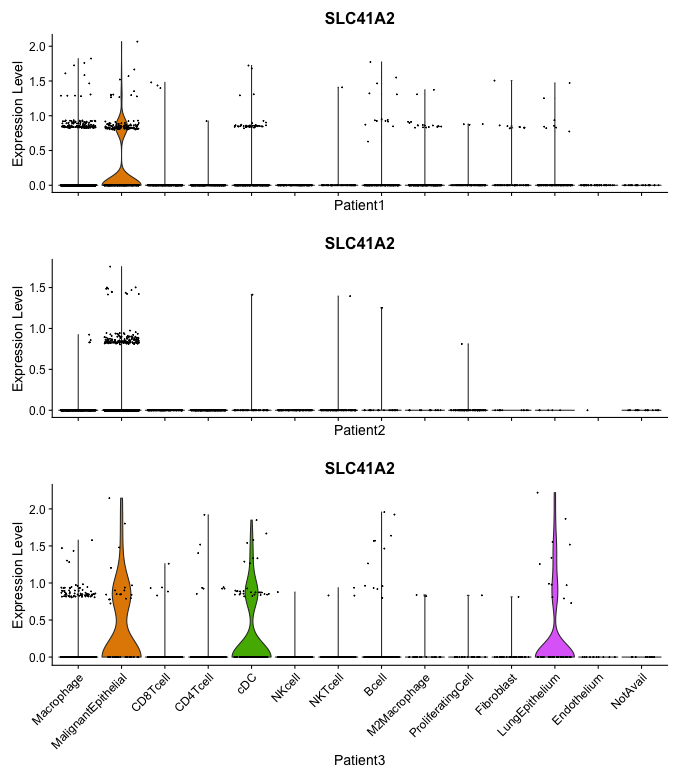 SLC41A2
Expression Level
2.0
1.5
1.0
0.5
0.0
Patient1
SLC41A2
Expression Level
1.5
1.0
0.5
0.0
Patient2
SLC41A2
Expression Level
2.0
1.5
1.0
0.5
0.0
Macrophage
MalignantEpithelial
CD8Tcell
CD4Tcell
cDC
NKcell
NKTcell
Bcell
M2Macrophage
ProliferatingCell
Fibroblast
LungEpithelium
Endothelium
NotAvail
Patient3